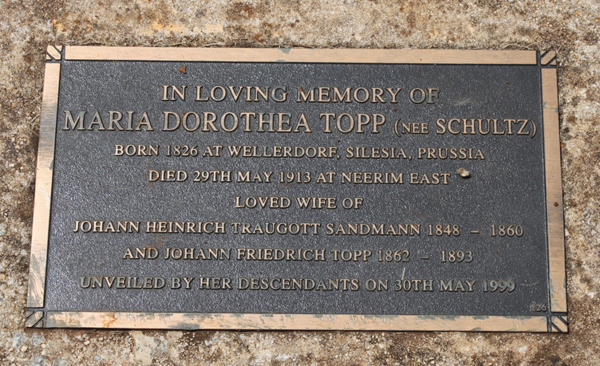 IN LOVING MEMORY OF
MARIA DOROTHEA TOPP (NEE SCHULTZ)
BORN 1826 AT WELLERDORF, SILESIA, PRUSSIA
DIED 29TH MAY 1913 AT NEERIM EAST
LOVED WIFE OF
JOHANN HEINRICH TRAUGOTT SANDMANN 1848 – 1860
AND JOHANN FRIEDRICH TOPP 1862 – 1893
UNVEILED BY HER DESCENDANTS ON 30TH MAY 1999